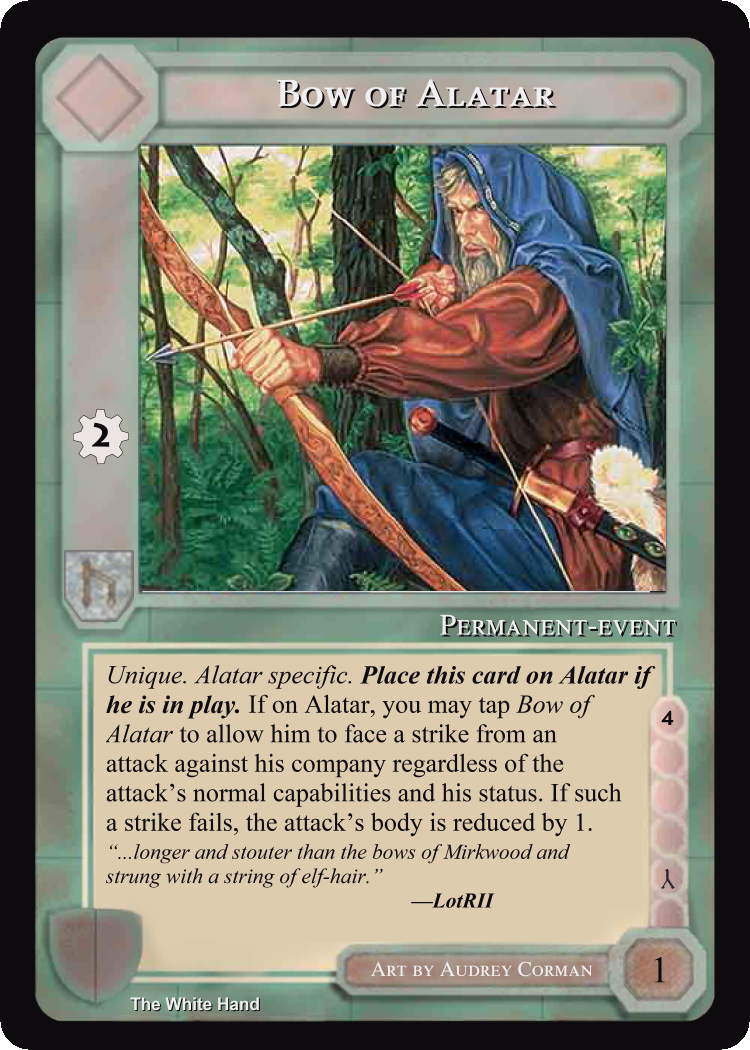 Bow of Alatar
2
Permanent-event
Unique. Alatar specific. Place this card on Alatar if
he is in play. If on Alatar, you may tap Bow of
Alatar to allow him to face a strike from an
attack against his company regardless of the
attack’s normal capabilities and his status. If such
a strike fails, the attack’s body is reduced by 1.
“...longer and stouter than the bows of Mirkwood and
strung with a string of elf-hair.”
—LotRII
4
Art by Audrey Corman
1
The White Hand